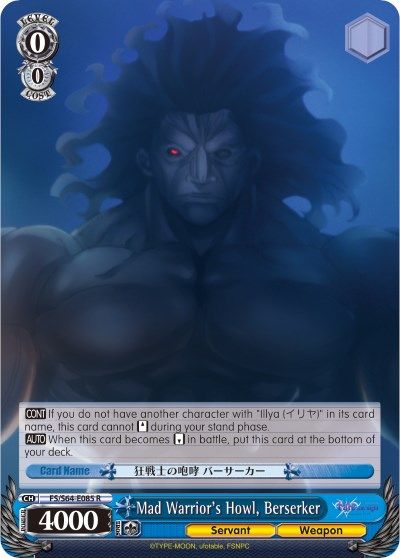 LEVEL
0
0
COST
CONT If you do not have another character with "Illya (イリヤ)" in its card
name, this card cannot during your stand phase.
AUTO When this card becomes in battle, put this card at the bottom of
your deck.
Card Name 狂戦士の咆哮 バーサーカー
CH FS/S64-E085 R
Mad Warrior's Howl, Berserker
POWER 4000 SOUL
Servant Weapon
©TYPE-MOON, ufotable, FSNPC